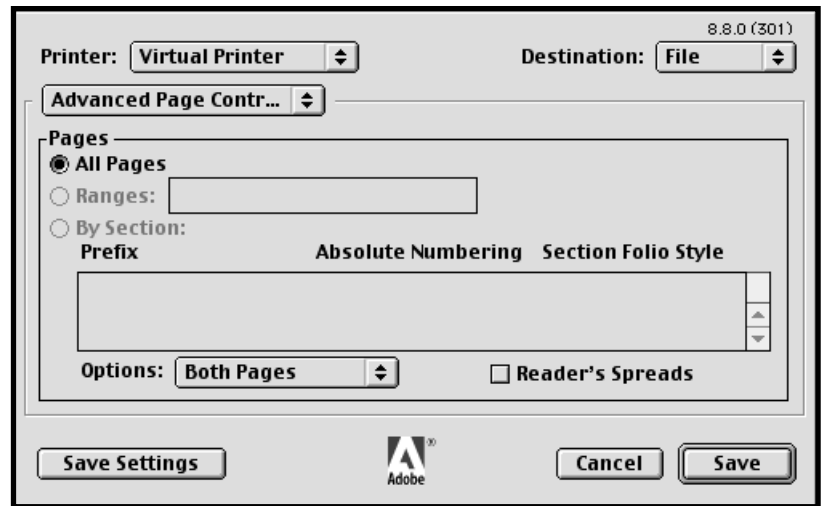 8.8.0 (301)
Printer: Virtual Printer Destination: File
Advanced Page Contr...
Pages
All Pages
Ranges:
By Section:
Prefix Absolute Numbering Section Folio Style
Options: Both Pages Reader's Spreads
Save Settings Adobe ® Cancel Save